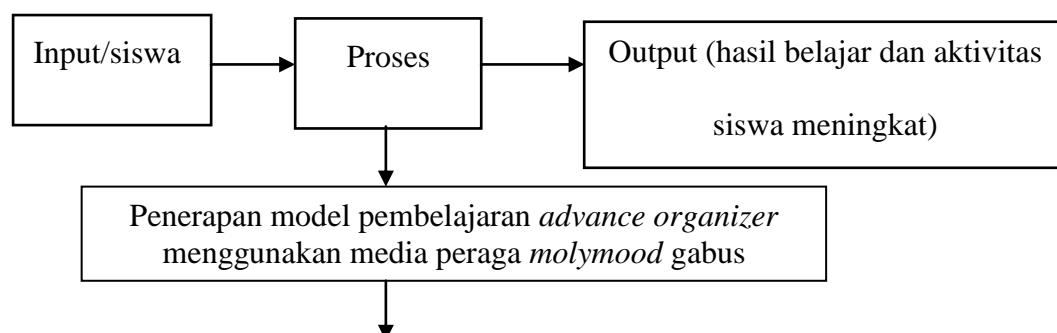 Input/siswa
Proses
Output (hasil belajar dan aktivitas
siswa meningkat)
Penerapan model pembelajaran advance organizer
menggunakan media peraga molymood gabus